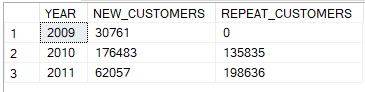 YEAR NEW_CUSTOMERS REPEAT_CUSTOMERS
1 2009 30761 0
2 2010 176483 135835
3 2011 62057 198636